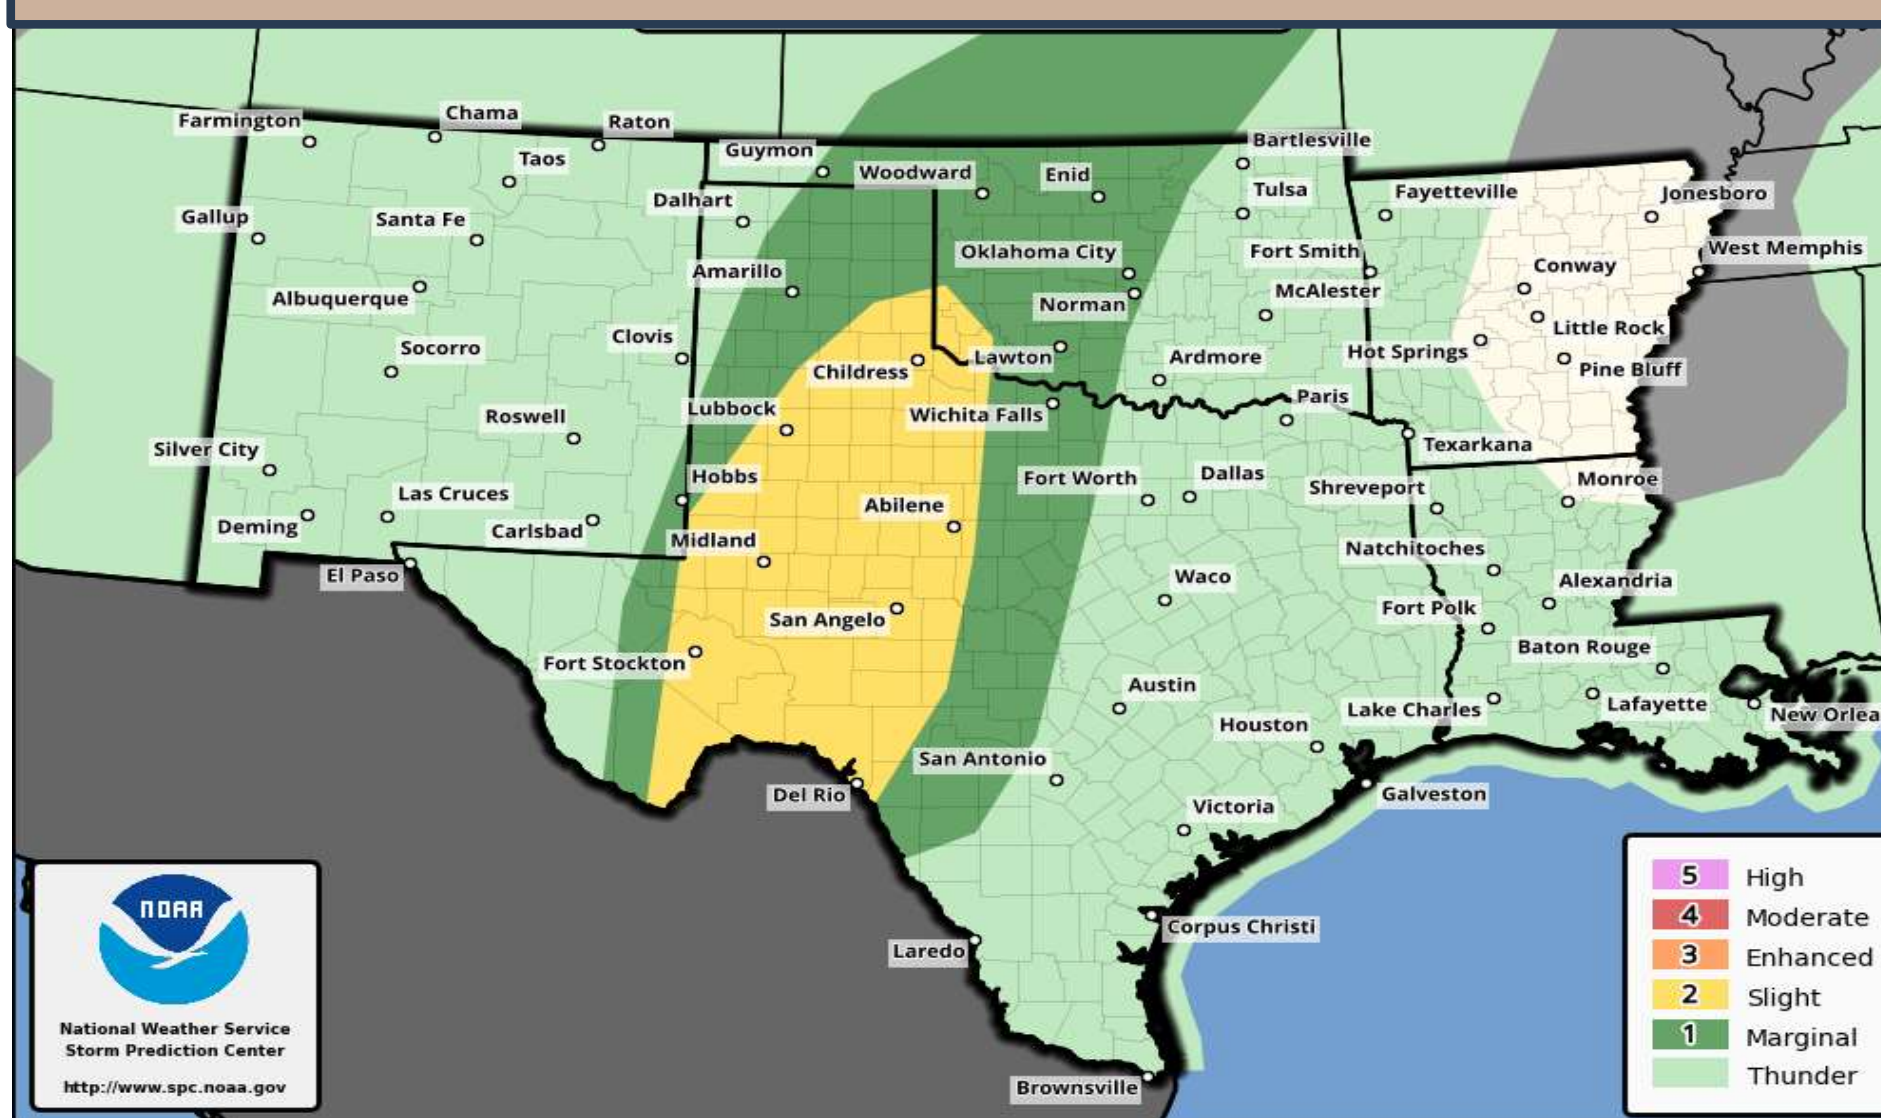 Farmington
Chama
Raton
Taos
Guymon
Woodward
Enid
Bartlesville
Tulsa
Fayetteville
Jonesboro
Gallup
Santa Fe
Dalhart
Oklahoma City
Fort Smith
West Memphis
Conway
Amarillo
Albuquerque
Norman
McAlester
Little Rock
Socorro
Clovis
Childress
Lawton
Ardmore
Hot Springs
Pine Bluff
Roswell
Lubbock
Wichita Falls
Paris
Texarkana
Silver City
Hobbs
Fort Worth
Dallas
Shreveport
Monroe
Las Cruces
Deming
Carlsbad
Abilene
Midland
Natchitoches
El Paso
Waco
Alexandria
San Angelo
Fort Polk
Baton Rouge
Fort Stockton
Austin
Lake Charles
Lafayette
New Orlea
Houston
San Antonio
Del Rio
Galveston
Victoria
Corpus Christi
Laredo
Brownsville
NOAA
National Weather Service
Storm Prediction Center
http://www.spc.noaa.gov
5 High
4 Moderate
3 Enhanced
2 Slight
1 Marginal
Thunder